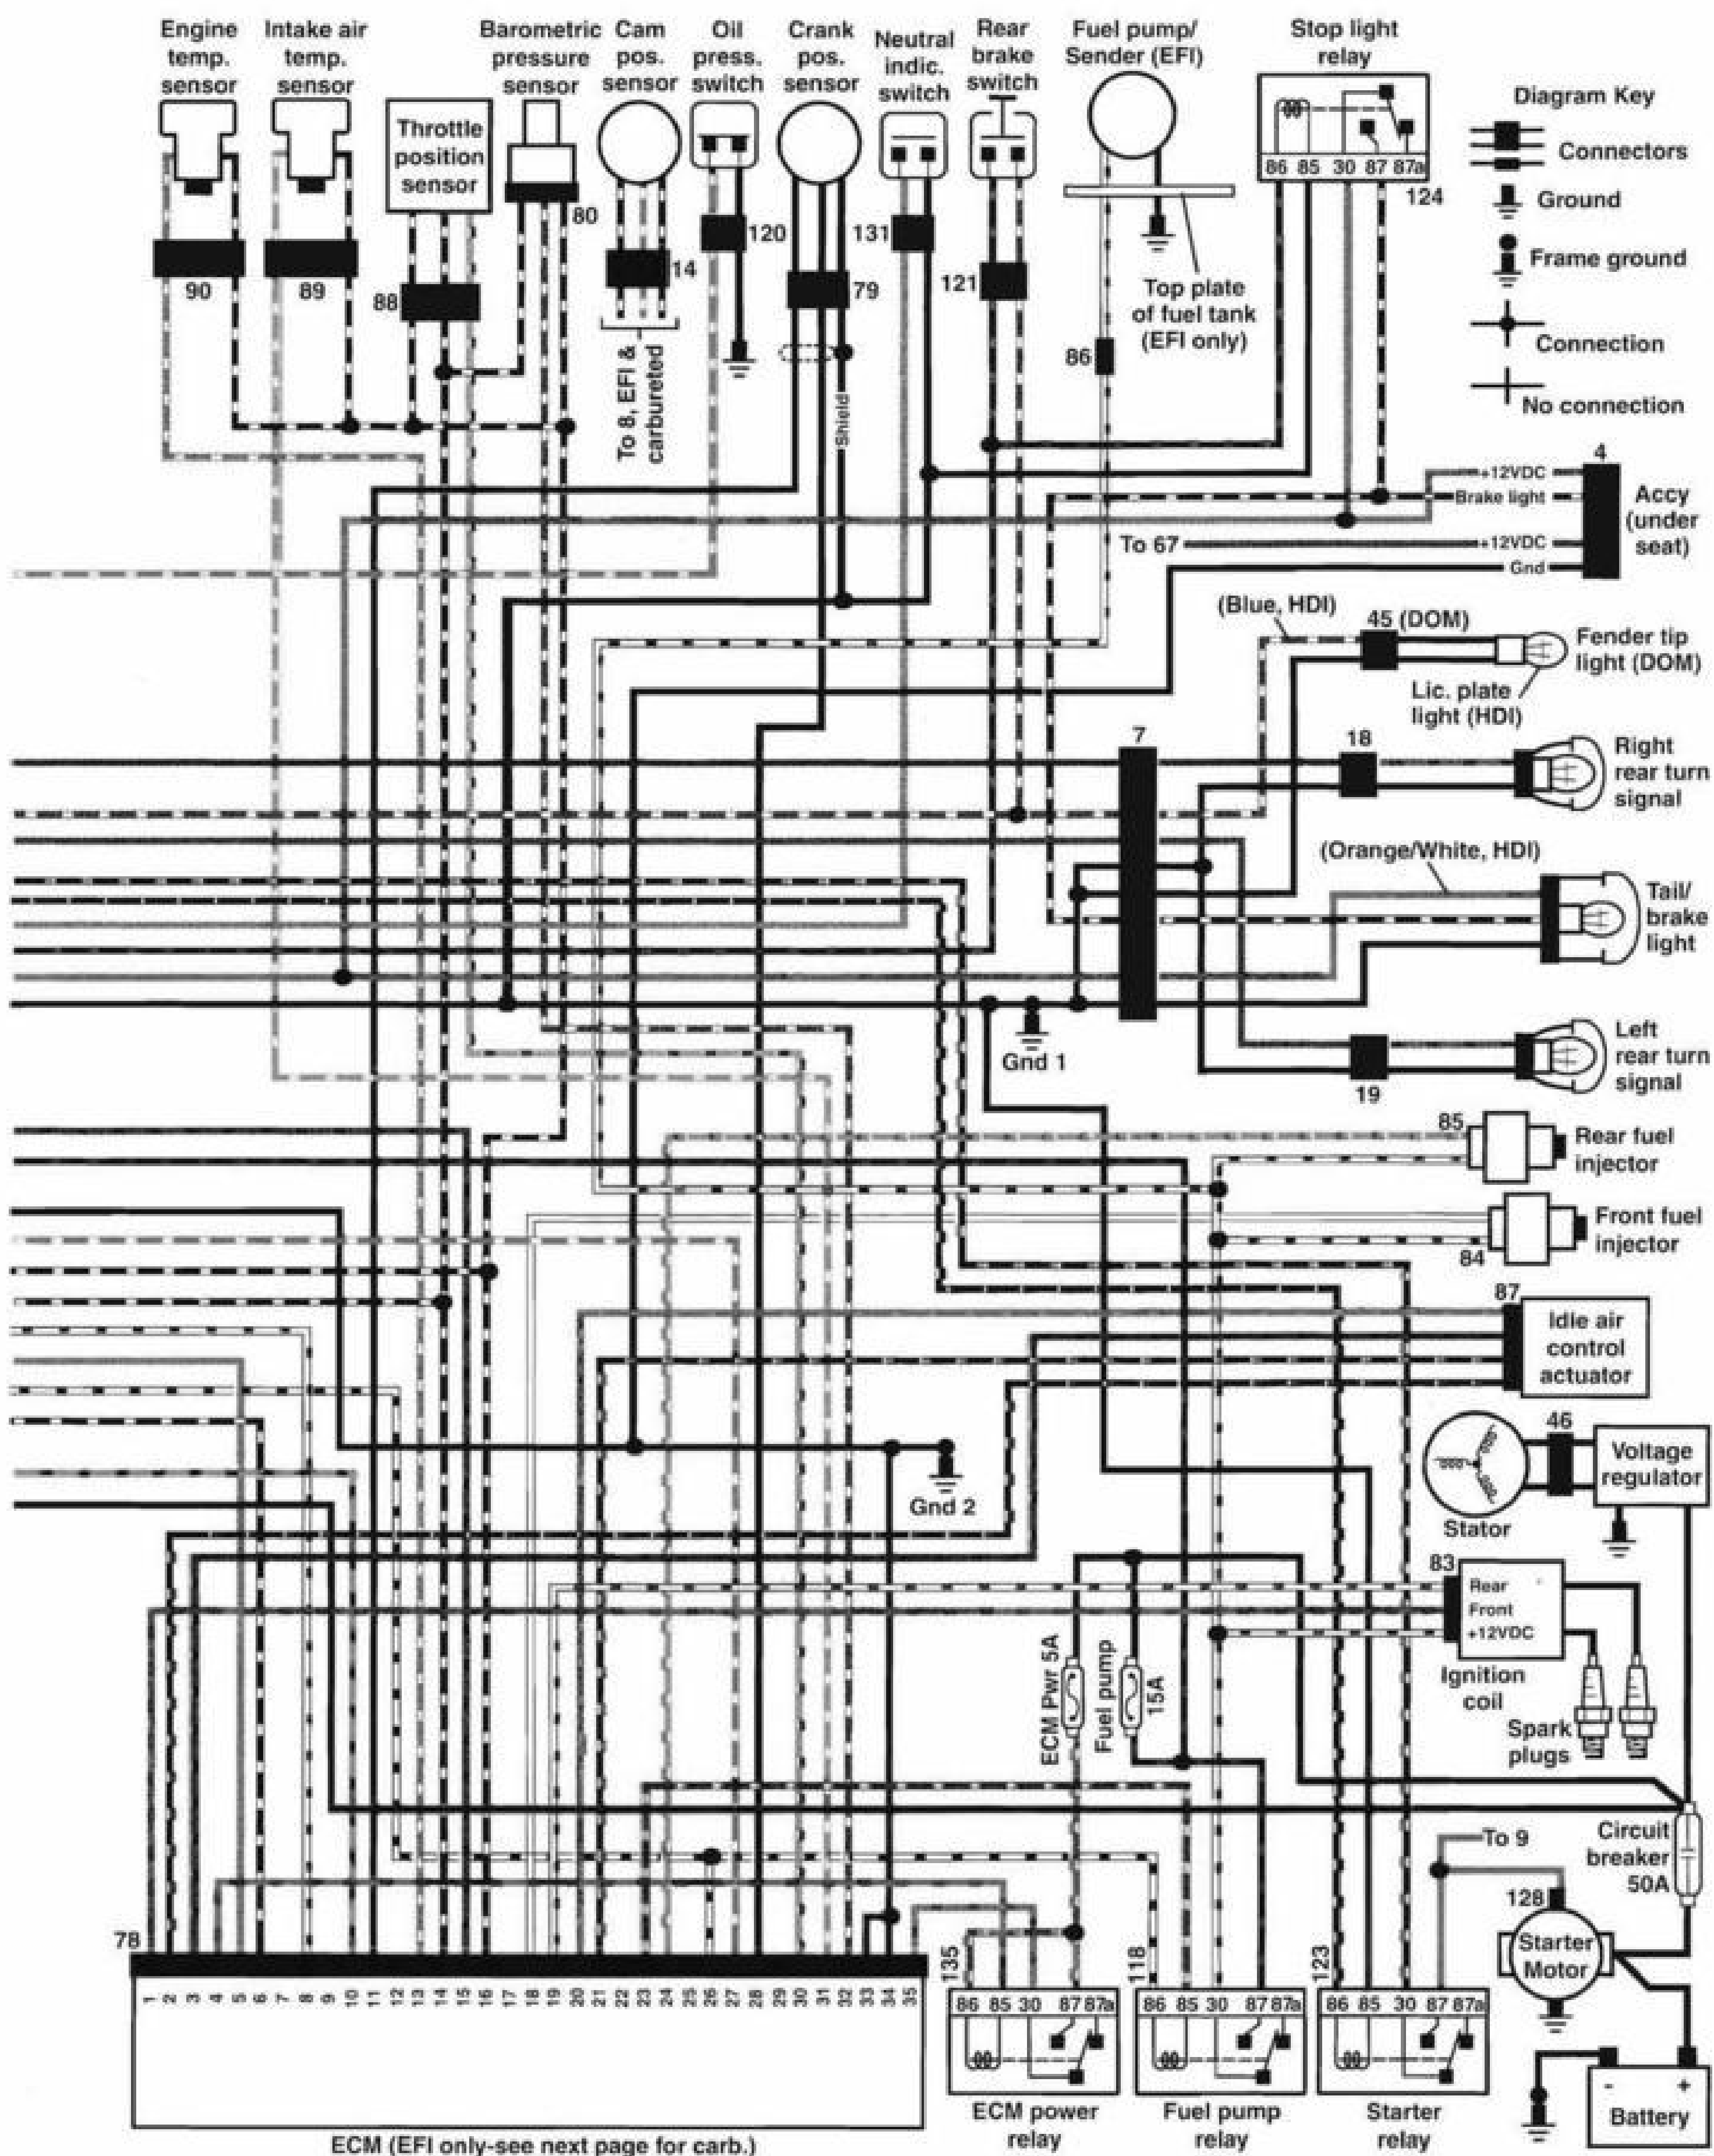 Engine
temp.
sensor
Intake air
temp.
sensor
Throttle
position
sensor
Barometric
pressure
sensor
Cam
pos.
sensor
Oil
press.
switch
Crank
pos.
sensor
Neutral
indic.
switch
Rear
brake
switch
Fuel pump/
Sender (EFI)
Stop light
relay
86 85 30 87 87a
124
Diagram Key
Connectors
Ground
Frame ground
Connection
No connection
90
89
88
80
14
120
79
131
121
86
To 8, EFI &
carbureted
Shield
Top plate
of fuel tank
(EFI only)
4
+12VDC
Brake light
To 67
+12VDC
Gnd
Accy
(under
seat)
(Blue, HDI)
45 (DOM)
Fender tip
light (DOM)
Lic. plate
light (HDI)
7
18
Right
rear turn
signal
(Orange/White, HDI)
Tail/
brake
light
Gnd 1
19
Left
rear turn
signal
85
Rear fuel
injector
84
Front fuel
injector
87
Idle air
control
actuator
46
Stator
Voltage
regulator
Gnd 2
83
Rear
Front
+12VDC
Ignition
coil
Spark
plugs
ECM Pwr 5A
Fuel pump
15A
To 9
Circuit
breaker
50A
128
Starter
Motor
- +
Battery
78
1 2 3 4 5 6 7 8 9 10 11 12 13 14 15 16 17 18 19 20 21 22 23 24 25 26 27 28 29 30 31 32 33 34 35
ECM (EFI only-see next page for carb.)
135
86 85 30 87 87a
ECM power
relay
118
86 85 30 87 87a
Fuel pump
relay
123
86 85 30 87 87a
Starter
relay